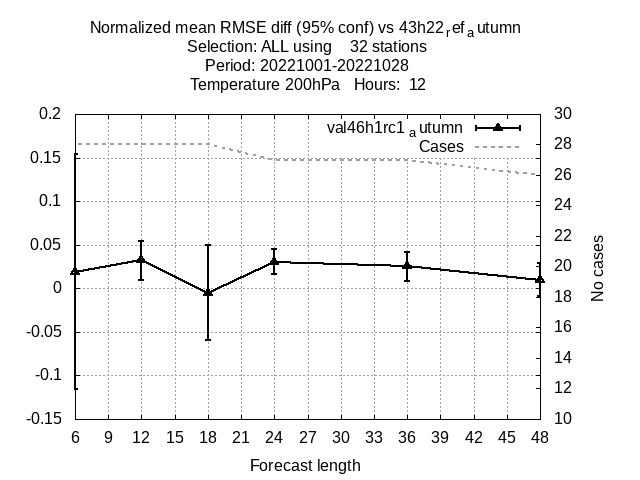 Normalized mean RMSE diff (95% conf) vs 43h22ᵣefₐutumn
Selection: ALL using 32 stations
Period: 20221001-20221028
Temperature 200hPa Hours: 12
0.2
0.15
0.1
0.05
0
-0.05
-0.1
-0.15
30
28
26
24
22
20
18
16
14
12
10
val46h1rc1ₐutumn
Cases
No cases
6 9 12 15 18 21 24 27 30 33 36 39 42 45 48
Forecast length